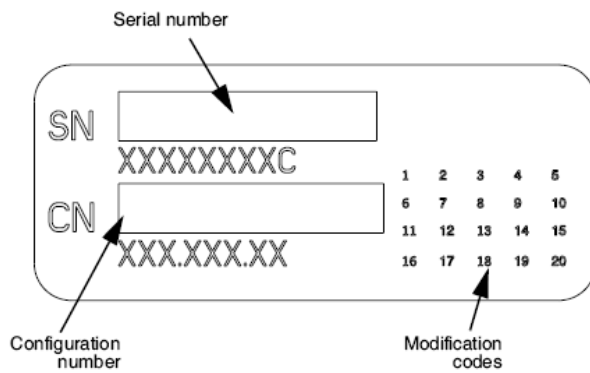 Serial number
SN
XXXXXXXXC
CN
XXX.XXX.XX
1 2 3 4 5
6 7 8 9 10
11 12 13 14 15
16 17 18 19 20
Configuration
number
Modification
codes